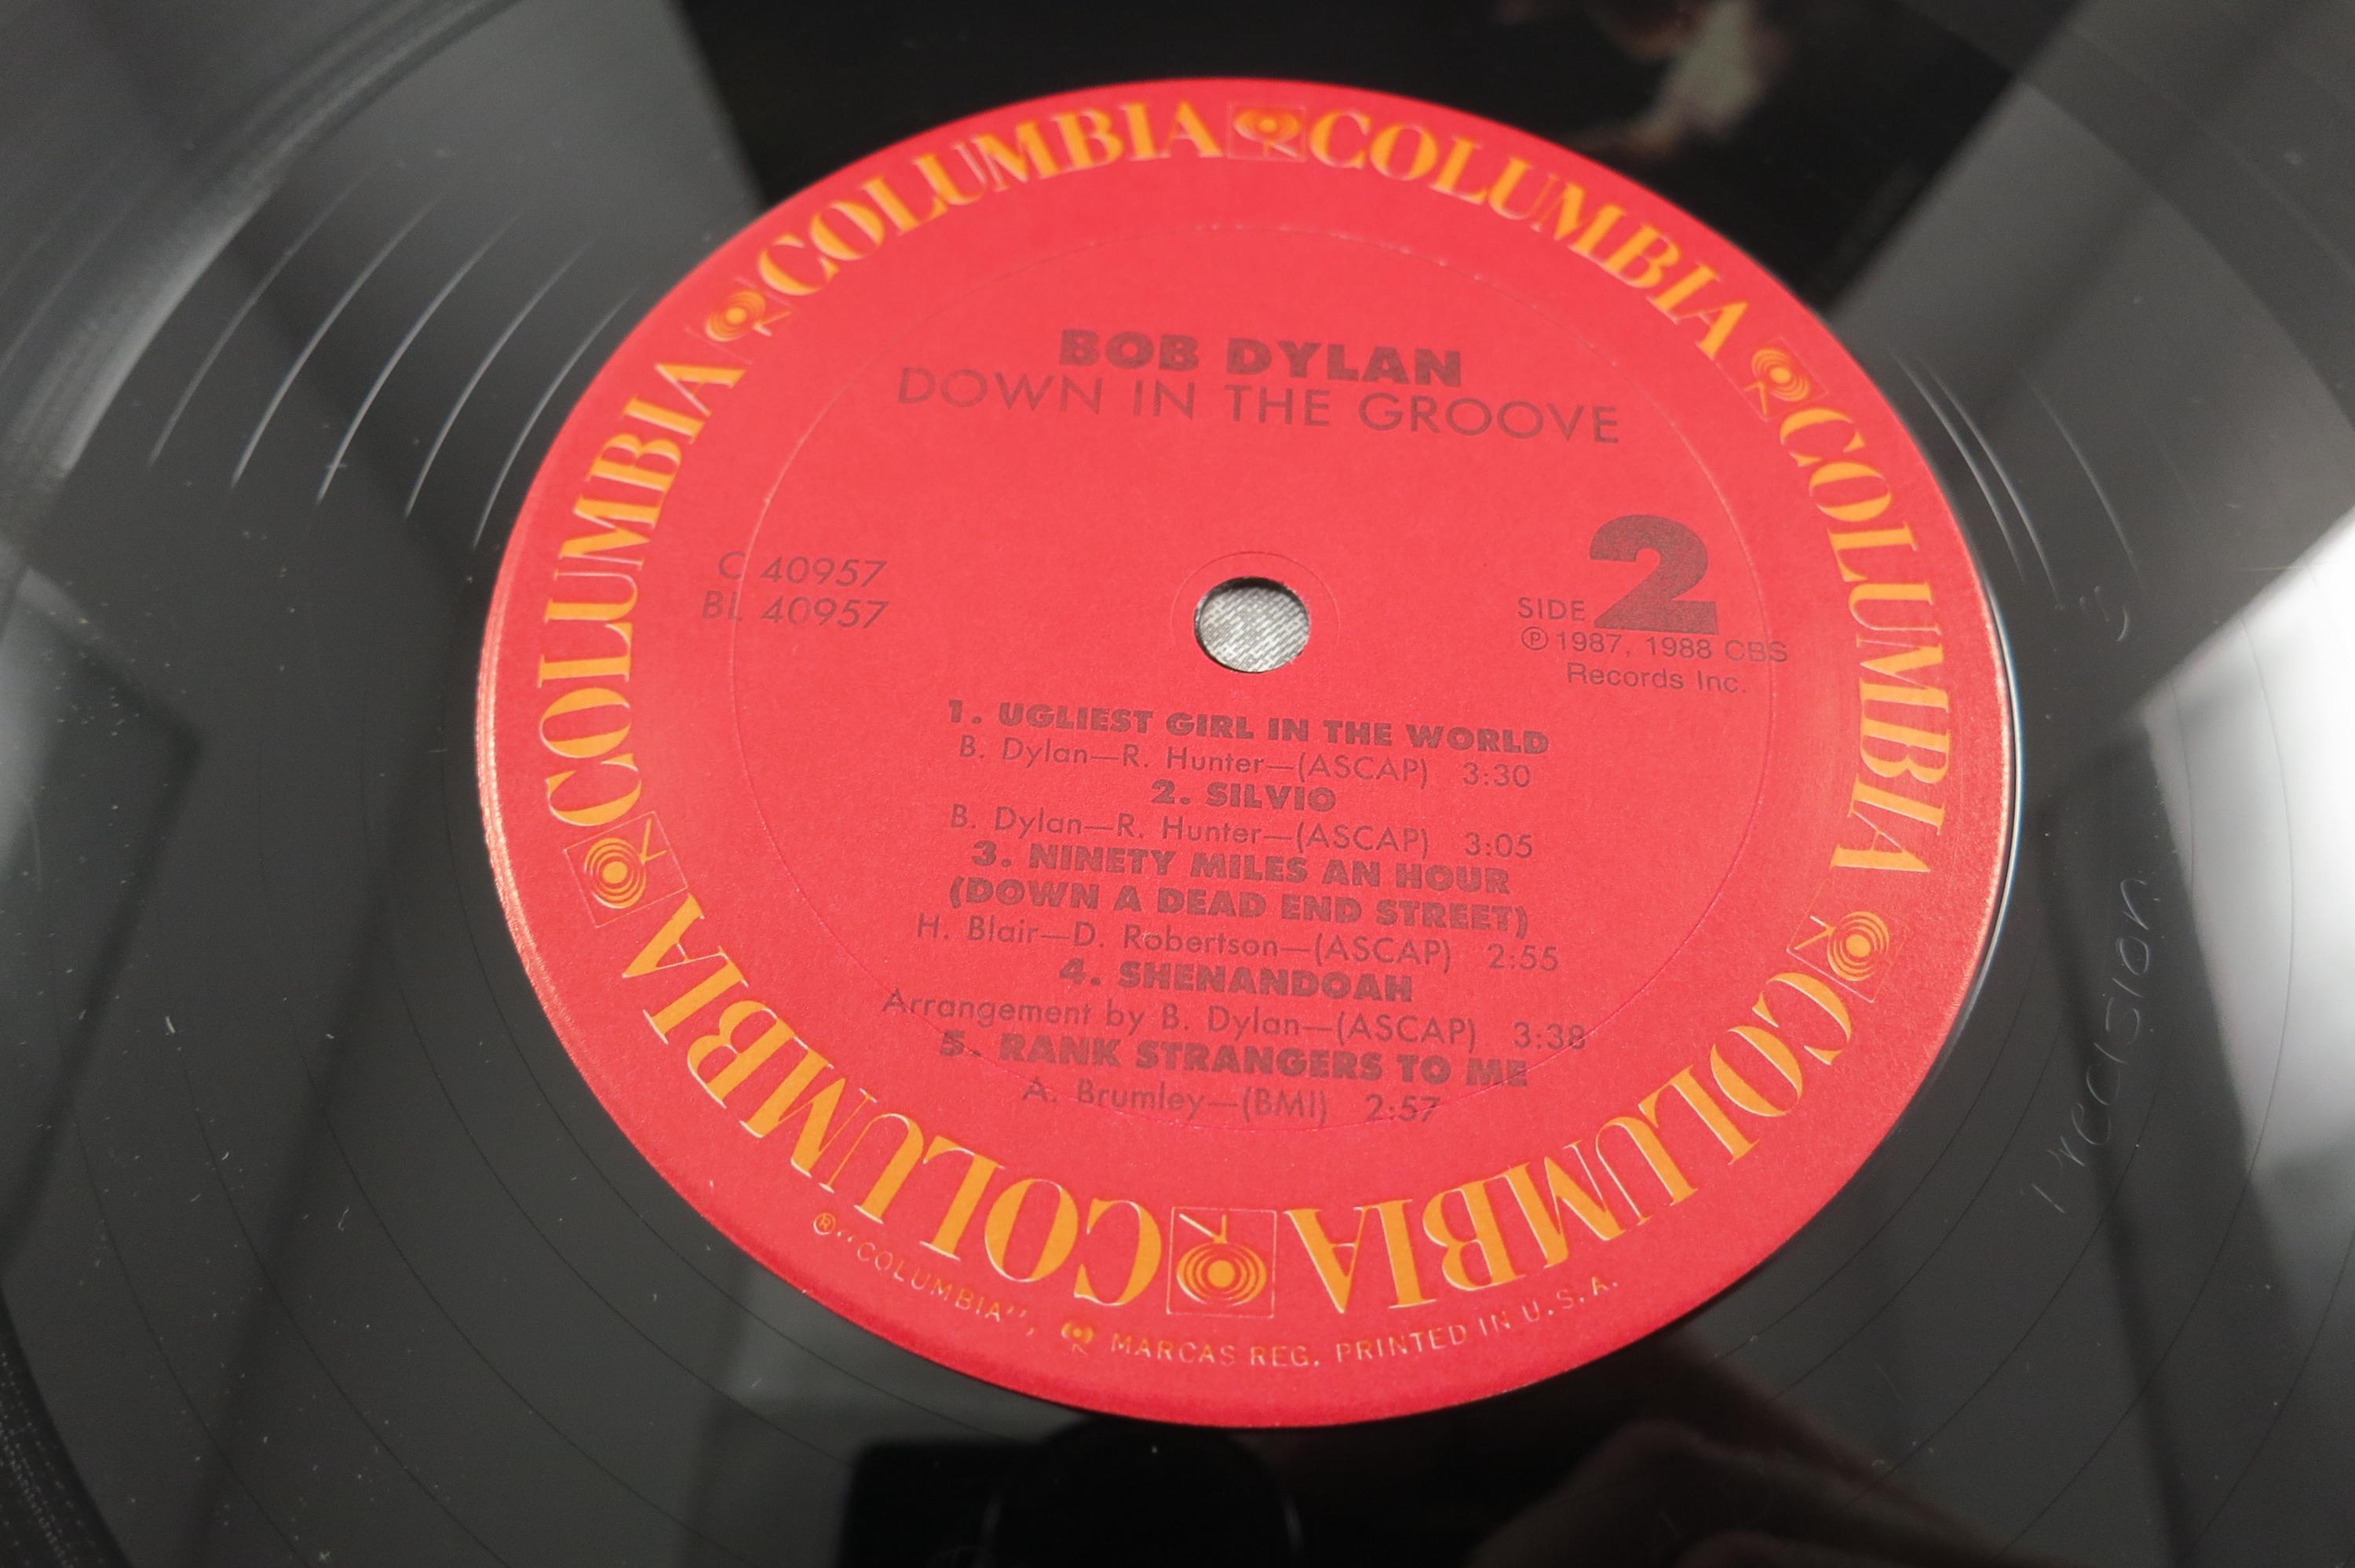 COLUMBIA COLUMBIA COLUMBIA COLUMBIA COLUMBIA COLUMBIA
BOB DYLAN
DOWN IN THE GROOVE
C 40957
BL 40957
SIDE 2
Ⓟ 1987, 1988 CBS
Records Inc.
1. UGLIEST GIRL IN THE WORLD
B. Dylan—R. Hunter—(ASCAP) 3:30
2. SILVIO
B. Dylan—R. Hunter—(ASCAP) 3:05
3. NINETY MILES AN HOUR
(DOWN A DEAD END STREET)
H. Blair—D. Robertson—(ASCAP) 2:55
4. SHENANDOAH
Arrangement by B. Dylan—(ASCAP) 3:38
5. RANK STRANGERS TO ME
A. Brumley—(BMI) 2:57
® "COLUMBIA", MARCAS REG. PRINTED IN U.S.A.